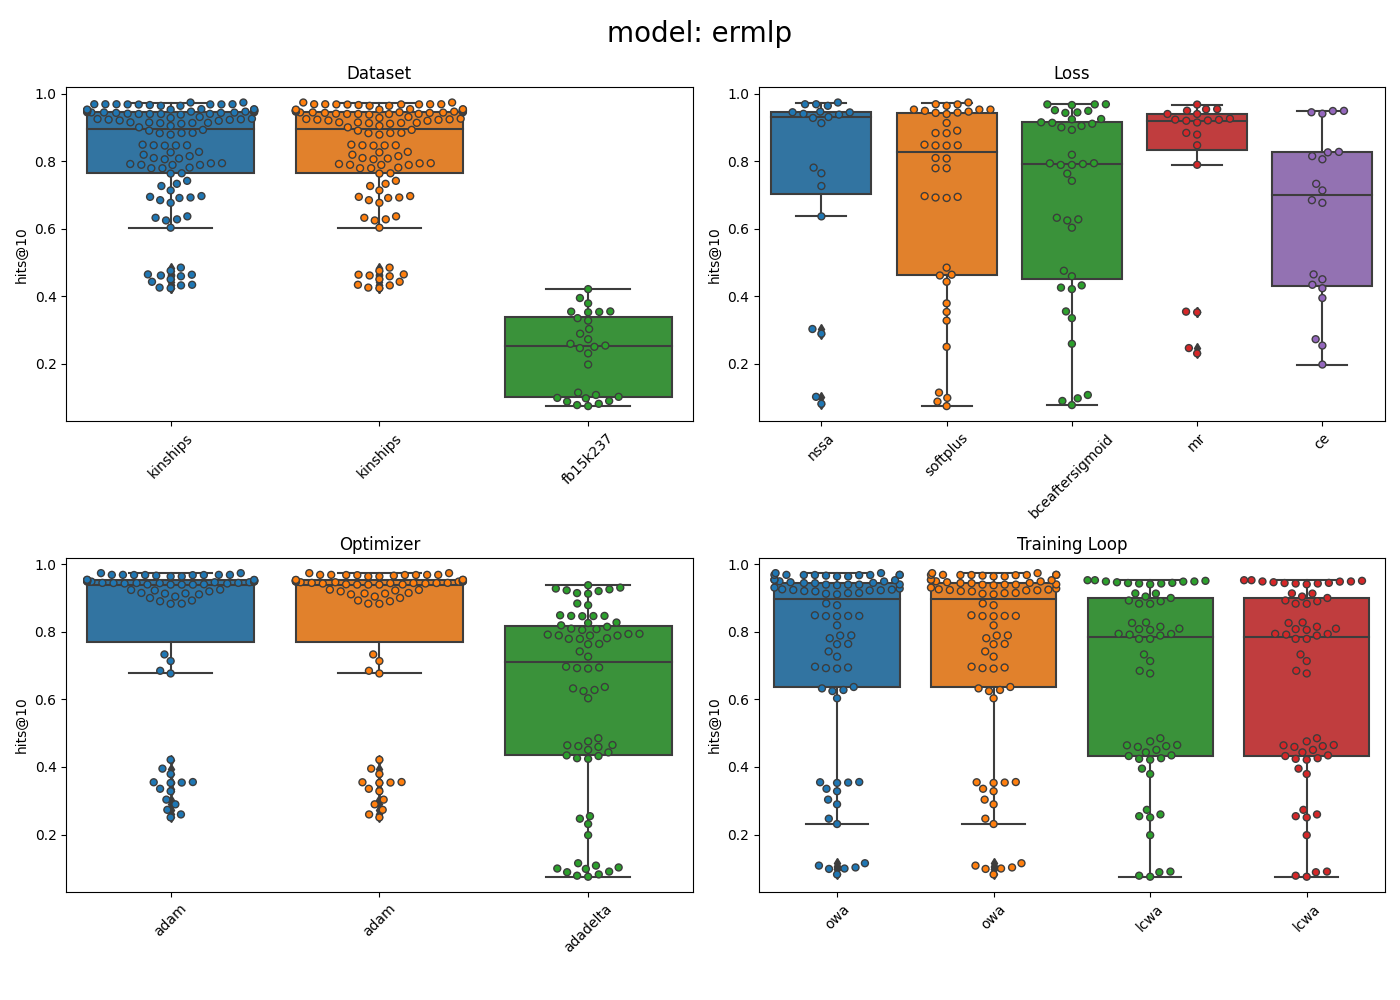 model: ermlp
Dataset
hits@10
1.0
0.8
0.6
0.4
0.2
kinships
kinships
fb15k237
Loss
1.0
0.8
0.6
0.4
0.2
nssa
softplus
bceaftersigmoid
mr
ce
Optimizer
hits@10
1.0
0.8
0.6
0.4
0.2
adam
adam
adadelta
Training Loop
hits@10
1.0
0.8
0.6
0.4
0.2
owa
owa
lcwa
lcwa